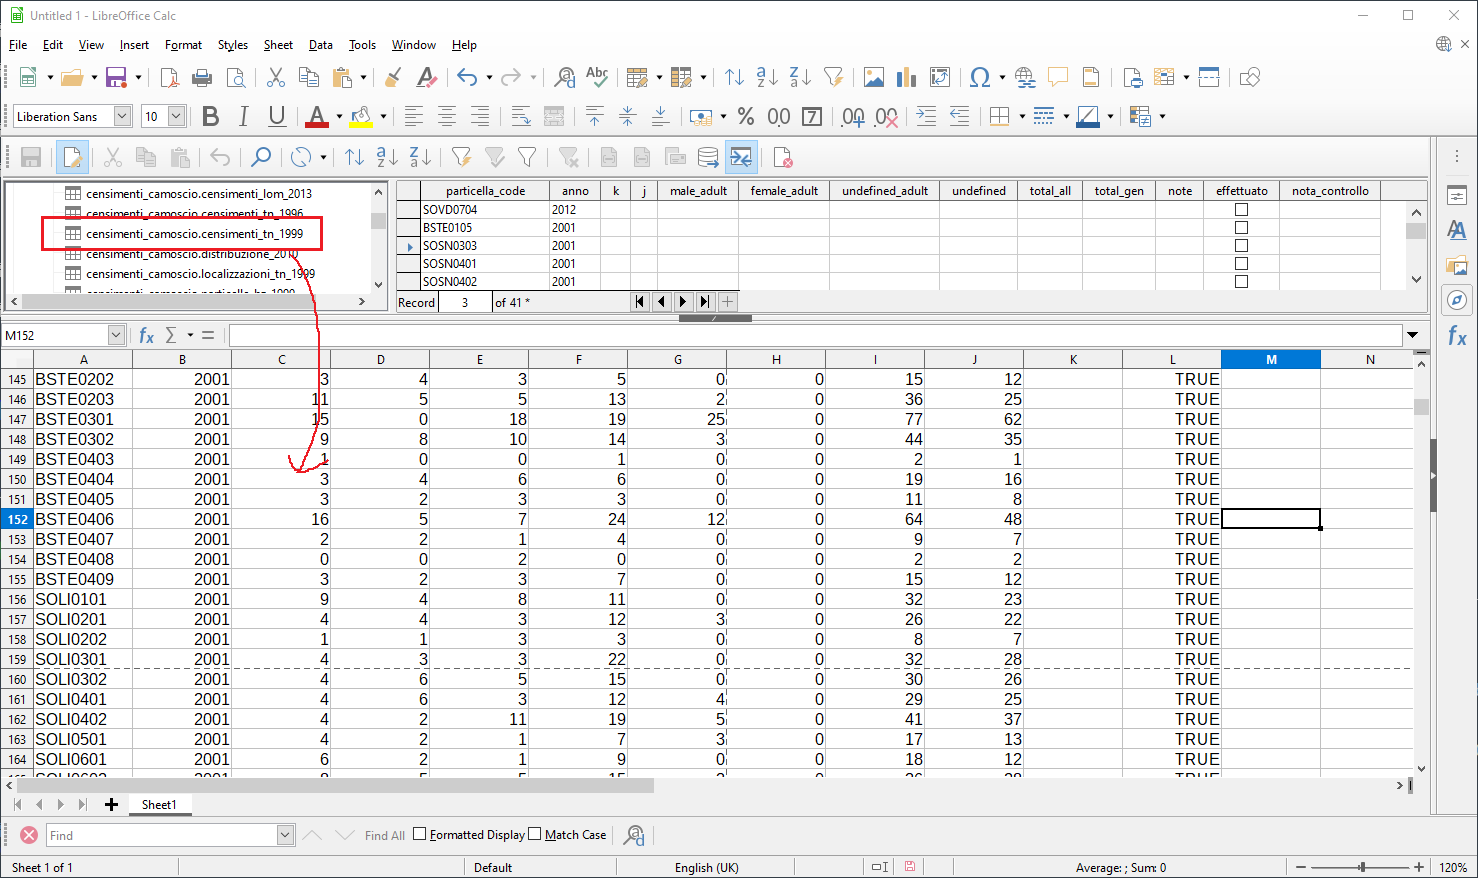 Untitled 1 - LibreOffice Calc
File Edit View Insert Format Styles Sheet Data Tools Window Help
Liberation Sans 10
censimenti_camoscio.censimenti_lom_2013
censimenti_camoscio.censimenti_tn_1996
censimenti_camoscio.censimenti_tn_1999
censimenti_camoscio.distribuzione_2010
censimenti_camoscio.localizzazioni_tn_1999
particella_code anno k j male_adult female_adult undefined_adult undefined total_all total_gen note effettuato nota_controllo
SOVD0704 2012
BSTE0105 2001
SOSN0303 2001
SOSN0401 2001
SOSN0402 2001
Record 3 of 41 *
M152
A B C D E F G H I J K L M N
145 BSTE0202 2001 3 4 3 5 0 0 15 12 TRUE
146 BSTE0203 2001 11 5 5 13 2 0 36 25 TRUE
147 BSTE0301 2001 15 0 18 19 25 0 77 62 TRUE
148 BSTE0302 2001 9 8 10 14 3 0 44 35 TRUE
149 BSTE0403 2001 1 0 0 1 0 0 2 1 TRUE
150 BSTE0404 2001 3 4 6 6 0 0 19 16 TRUE
151 BSTE0405 2001 3 2 3 3 0 0 11 8 TRUE
152 BSTE0406 2001 16 5 7 24 12 0 64 48 TRUE
153 BSTE0407 2001 2 2 1 4 0 0 9 7 TRUE
154 BSTE0408 2001 0 0 2 0 0 0 2 2 TRUE
155 BSTE0409 2001 3 2 3 7 0 0 15 12 TRUE
156 SOLI0101 2001 9 4 8 11 0 0 32 23 TRUE
157 SOLI0201 2001 4 4 3 12 3 0 26 22 TRUE
158 SOLI0202 2001 1 1 3 3 0 0 8 7 TRUE
159 SOLI0301 2001 4 3 3 22 0 0 32 28 TRUE
160 SOLI0302 2001 4 6 5 15 0 0 30 26 TRUE
161 SOLI0401 2001 4 6 3 12 4 0 29 25 TRUE
162 SOLI0402 2001 4 2 11 19 5 0 41 37 TRUE
163 SOLI0501 2001 4 2 1 7 3 0 17 13 TRUE
164 SOLI0601 2001 6 2 1 9 0 0 18 12 TRUE
Sheet1
Find Find All Formatted Display Match Case
Sheet 1 of 1 Default English (UK) Average: ; Sum: 0 120%